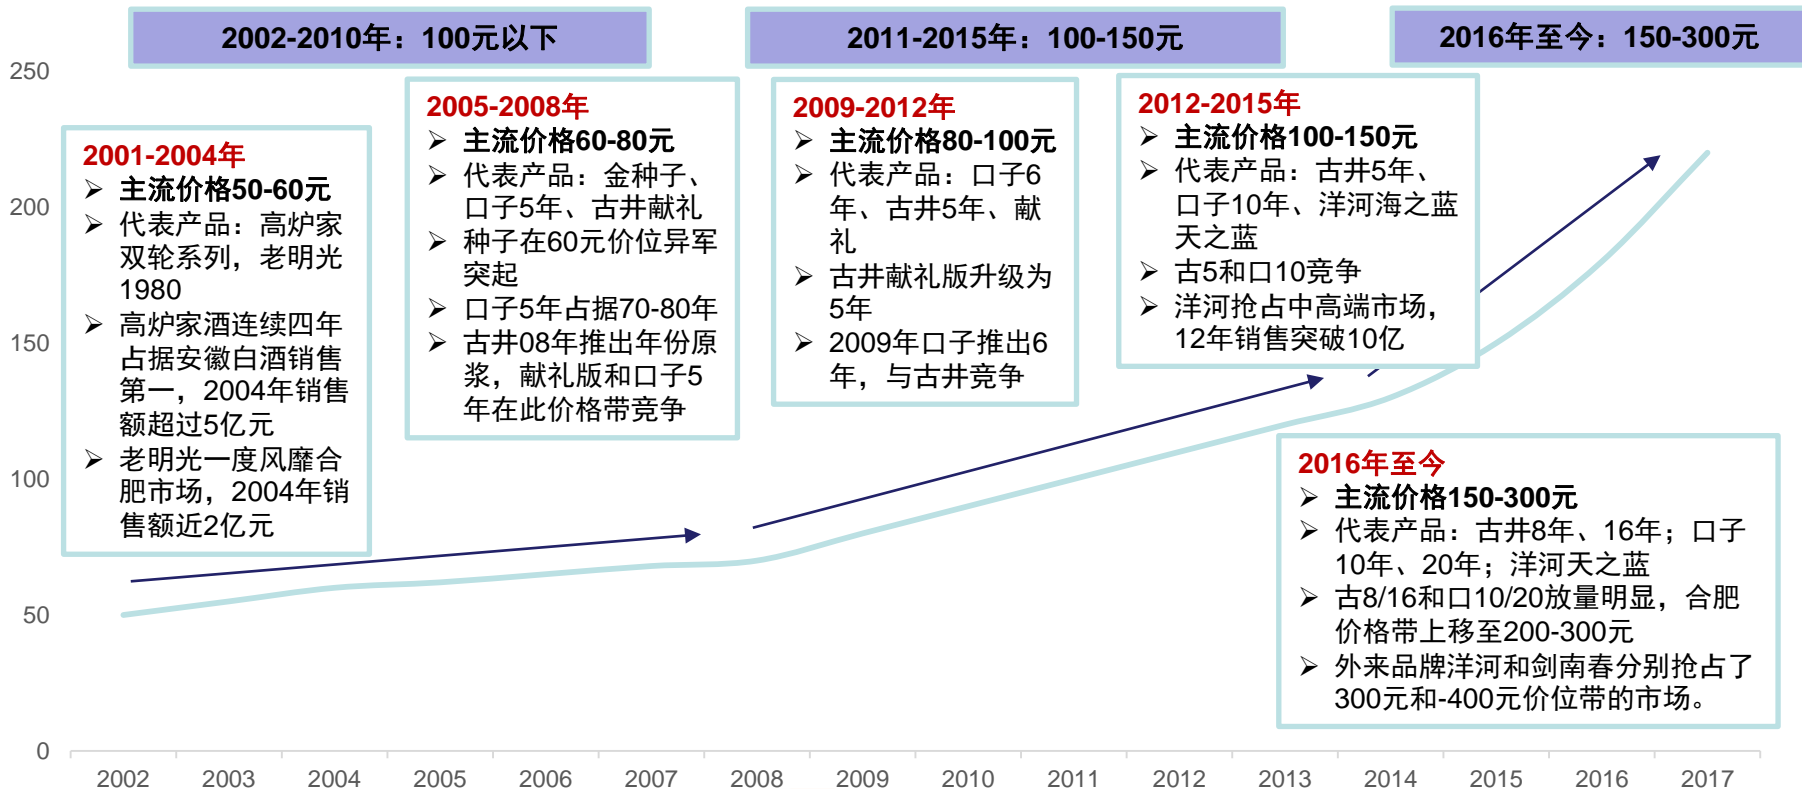 2002-2010年：100元以下
2011-2015年：100-150元
2016年至今：150-300元
250
200
150
100
50
0
2001-2004年
➢ 主流价格50-60元
➢ 代表产品：高炉家
双轮系列，老明光
1980
➢ 高炉家酒连续四年
占据安徽白酒销售
第一，2004年销售
额超过5亿元
➢ 老明光一度风靡合
肥市场，2004年销
售额近2亿元
2005-2008年
➢ 主流价格60-80元
➢ 代表产品：金种子、
口子5年、古井献礼
➢ 种子在60元价位异军
突起
➢ 口子5年占据70-80年
➢ 古井08年推出年份原
浆，献礼版和口子5
年在此价格带竞争
2009-2012年
➢ 主流价格80-100元
➢ 代表产品：口子6
年、古井5年、献
礼
➢ 古井献礼版升级为
5年
➢ 2009年口子推出6
年，与古井竞争
2012-2015年
➢ 主流价格100-150元
➢ 代表产品：古井5年、
口子10年、洋河海之蓝
天之蓝
➢ 古5和口10竞争
➢ 洋河抢占中高端市场，
12年销售突破10亿
2016年至今
➢ 主流价格150-300元
➢ 代表产品：古井8年、16年；口子
10年、20年；洋河天之蓝
➢ 古8/16和口10/20放量明显，合肥
价格带上移至200-300元
➢ 外来品牌洋河和剑南春分别抢占了
300元和-400元价位带的市场。
2002 2003 2004 2005 2006 2007 2008 2009 2010 2011 2012 2013 2014 2015 2016 2017